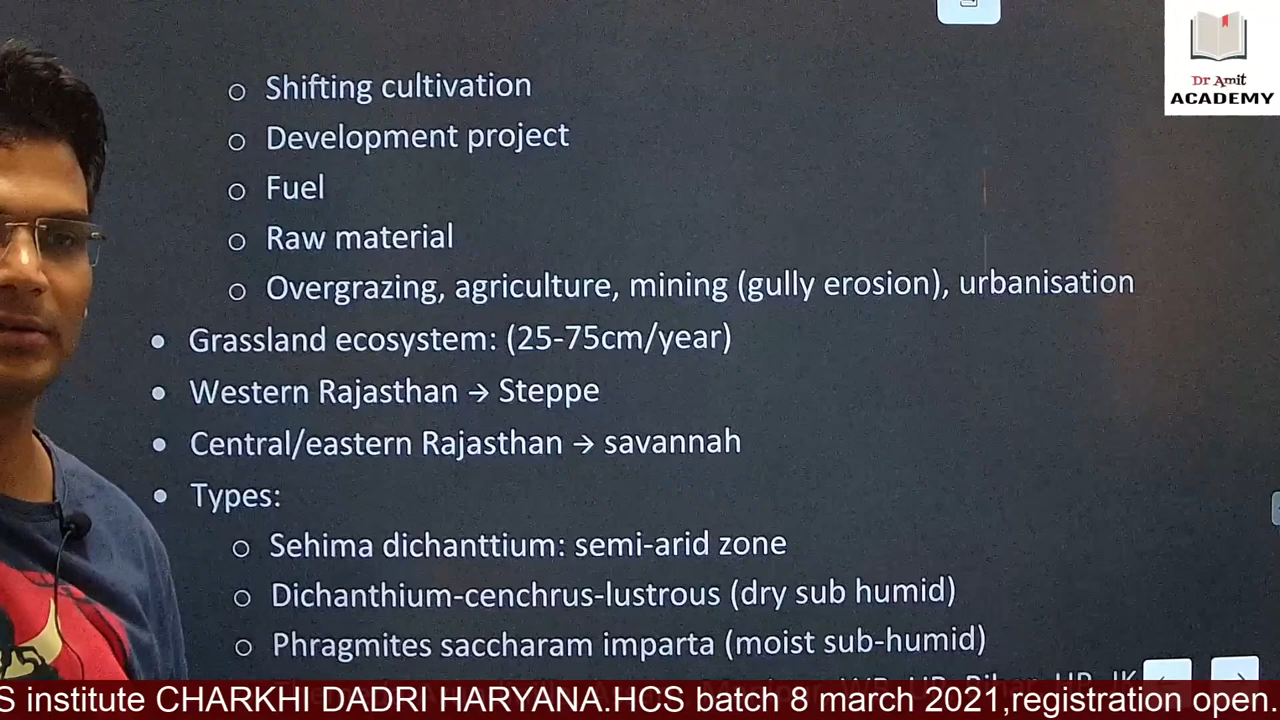 Dr Amit
ACADEMY
Shifting cultivation
Development project
Fuel
Raw material
Overgrazing, agriculture, mining (gully erosion), urbanisation
Grassland ecosystem: (25-75cm/year)
Western Rajasthan → Steppe
Central/eastern Rajasthan → savannah
Types:
Sehima dichanttium: semi-arid zone
Dichanthium-cenchrus-lustrous (dry sub humid)
Phragmites saccharam imparta (moist sub-humid)
S institute CHARKHI DADRI HARYANA.HCS batch 8 march 2021,registration open.